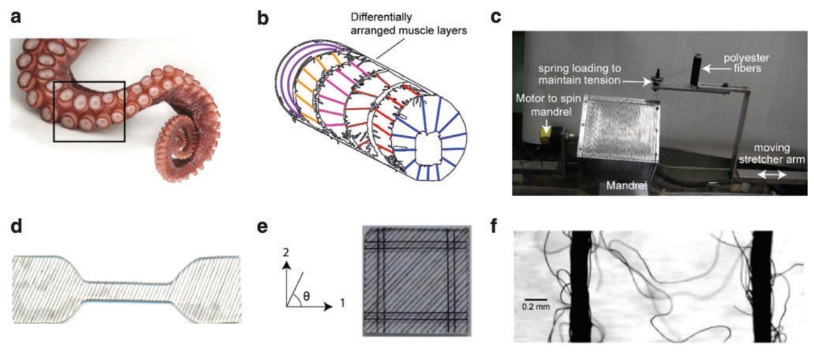 a
b
Differentially
arranged muscle layers
c
spring loading to
maintain tension
polyester
fibers
Motor to spin
mandrel
moving
stretcher arm
Mandrel
d
e
2
θ
1
f
0.2 mm